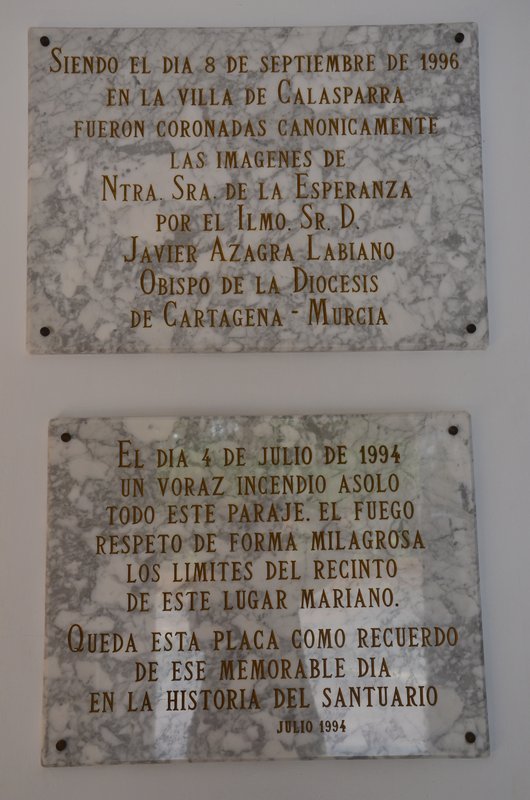 SIENDO EL DIA 8 DE SEPTIEMBRE DE 1996
EN LA VILLA DE CALASPARRA
FUERON CORONADAS CANONICAMENTE
LAS IMAGENES DE
NTRA. SRA. DE LA ESPERANZA
POR EL ILMO. SR. D.
JAVIER AZAGRA LABIANO
OBISPO DE LA DIOCESIS
DE CARTAGENA - MURCIA
EL DIA 4 DE JULIO DE 1994
UN VORAZ INCENDIO ASOLO
TODO ESTE PARAJE. EL FUEGO
RESPETO DE FORMA MILAGROSA
LOS LIMITES DEL RECINTO
DE ESTE LUGAR MARIANO.
QUEDA ESTA PLACA COMO RECUERDO
DE ESE MEMORABLE DIA
EN LA HISTORIA DEL SANTUARIO
JULIO 1994